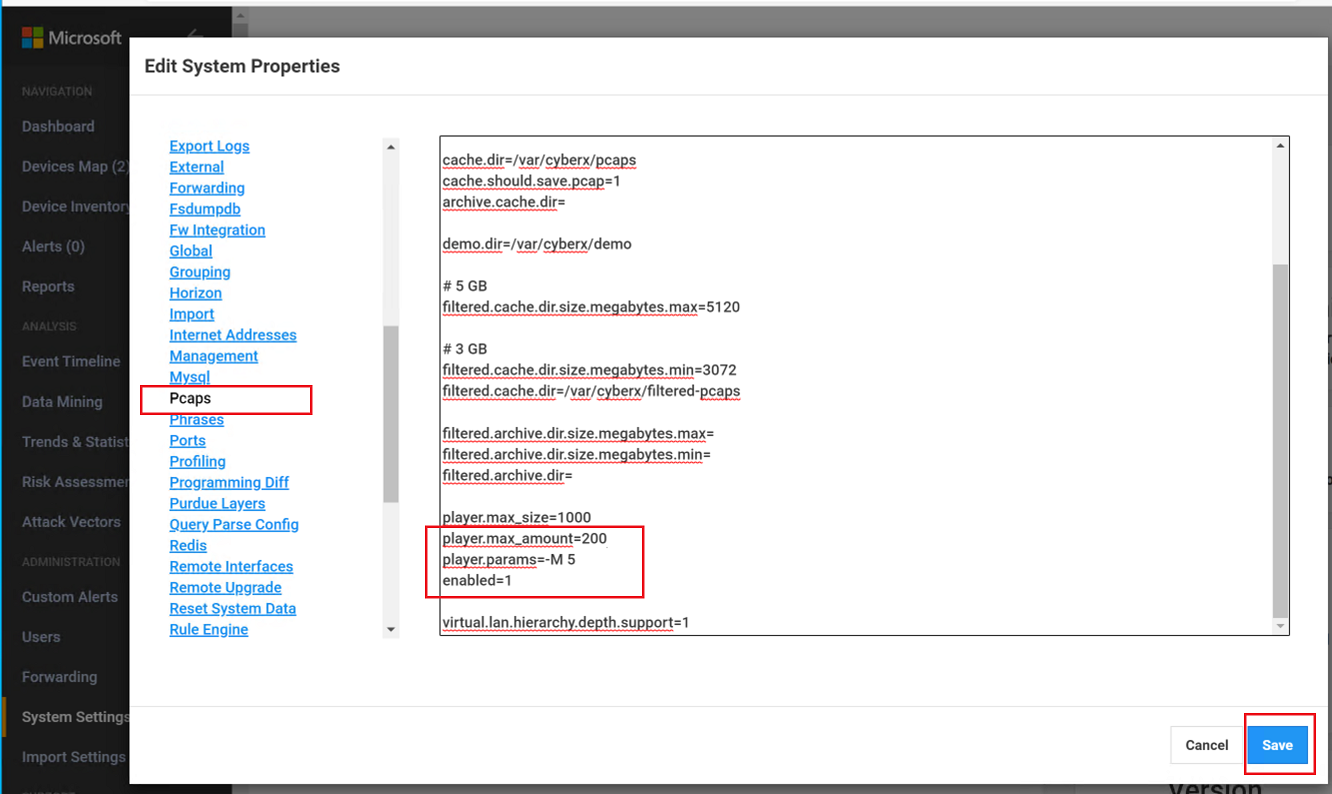 Microsoft
NAVIGATION
Dashboard
Devices Map (2)
Device Inventory
Alerts (0)
Reports
ANALYSIS
Event Timeline
Data Mining
Trends & Statist
Risk Assessmen
Attack Vectors
ADMINISTRATION
Custom Alerts
Users
Forwarding
System Settings
Import Settings
Edit System Properties
Export Logs
External
Forwarding
Fsdumpdb
Fw Integration
Global
Grouping
Horizon
Import
Internet Addresses
Management
Mysql
Pcaps
Phrases
Ports
Profiling
Programming Diff
Purdue Layers
Query Parse Config
Redis
Remote Interfaces
Remote Upgrade
Reset System Data
Rule Engine
cache.dir=/var/cyberx/pcaps
cache.should.save.pcap=1
archive.cache.dir=
demo.dir=/var/cyberx/demo
# 5 GB
filtered.cache.dir.size.megabytes.max=5120
# 3 GB
filtered.cache.dir.size.megabytes.min=3072
filtered.cache.dir=/var/cyberx/filtered-pcaps
filtered.archive.dir.size.megabytes.max=
filtered.archive.dir.size.megabytes.min=
filtered.archive.dir=
player.max_size=1000
player.max_amount=200
player.params=-M 5
enabled=1
virtual.lan.hierarchy.depth.support=1
Cancel
Save
Version